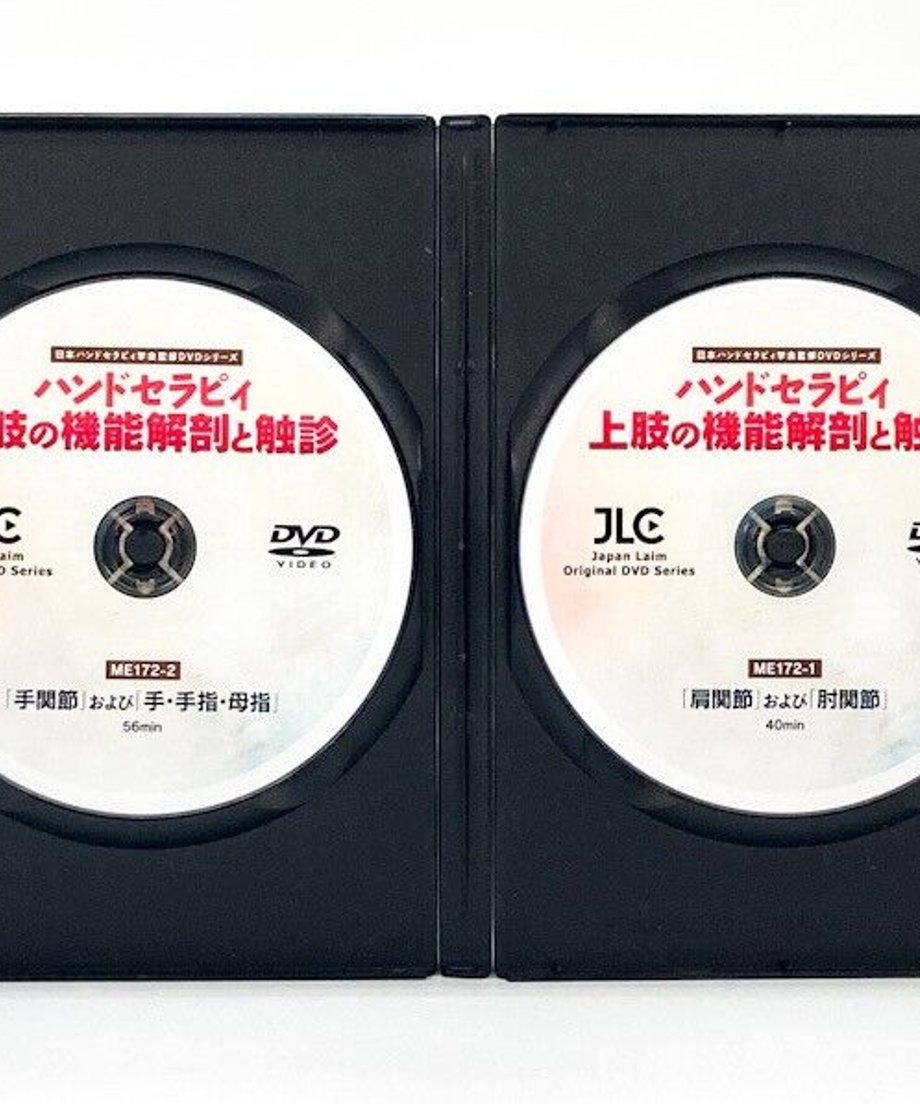 日本ハンドセラピィ学会監修DVDシリーズ
ハンドセラピィ
肢の機能解剖と触診
C
Laim
D Series
DVD
VIDEO
ME172-2
「手関節」および「手・手指・母指」
56min
日本ハンドセラピィ学会監修DVDシリーズ
ハンドセラピィ
上肢の機能解剖と触
JLC
Japan Laim
Original DVD Series
ME172-1
「肩関節」および「肘関節」
40min